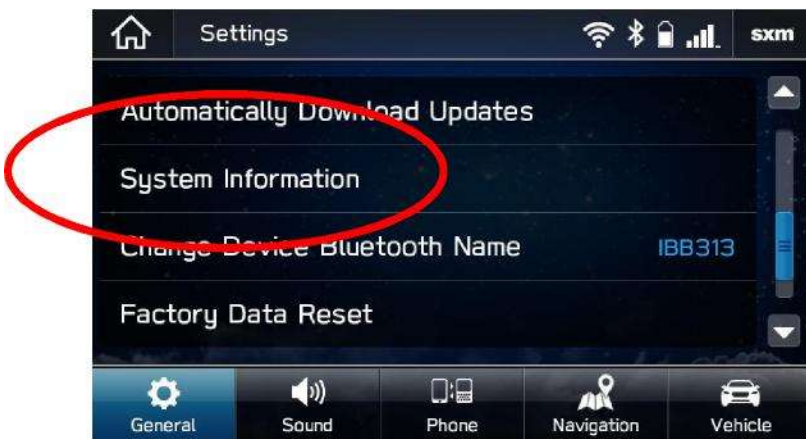 Settings
sxm
Automatically Download Updates
System Information
Change Device Bluetooth Name IBB313
Factory Data Reset
General Sound Phone Navigation Vehicle